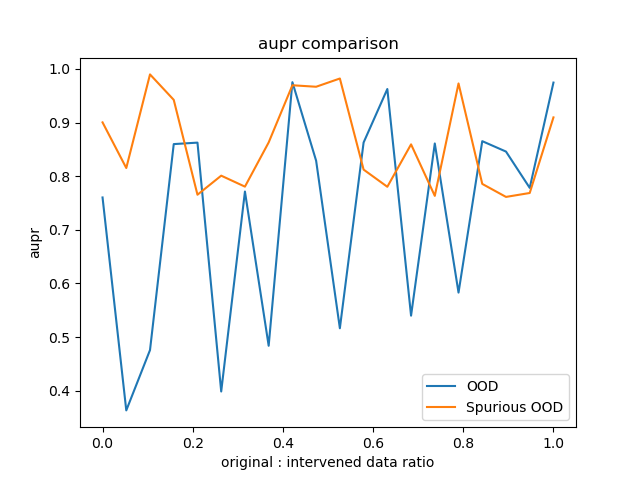 aupr comparison
1.0
0.9
0.8
0.7
0.6
0.5
0.4
aupr
0.0 0.2 0.4 0.6 0.8 1.0
original : intervened data ratio
OOD
Spurious OOD